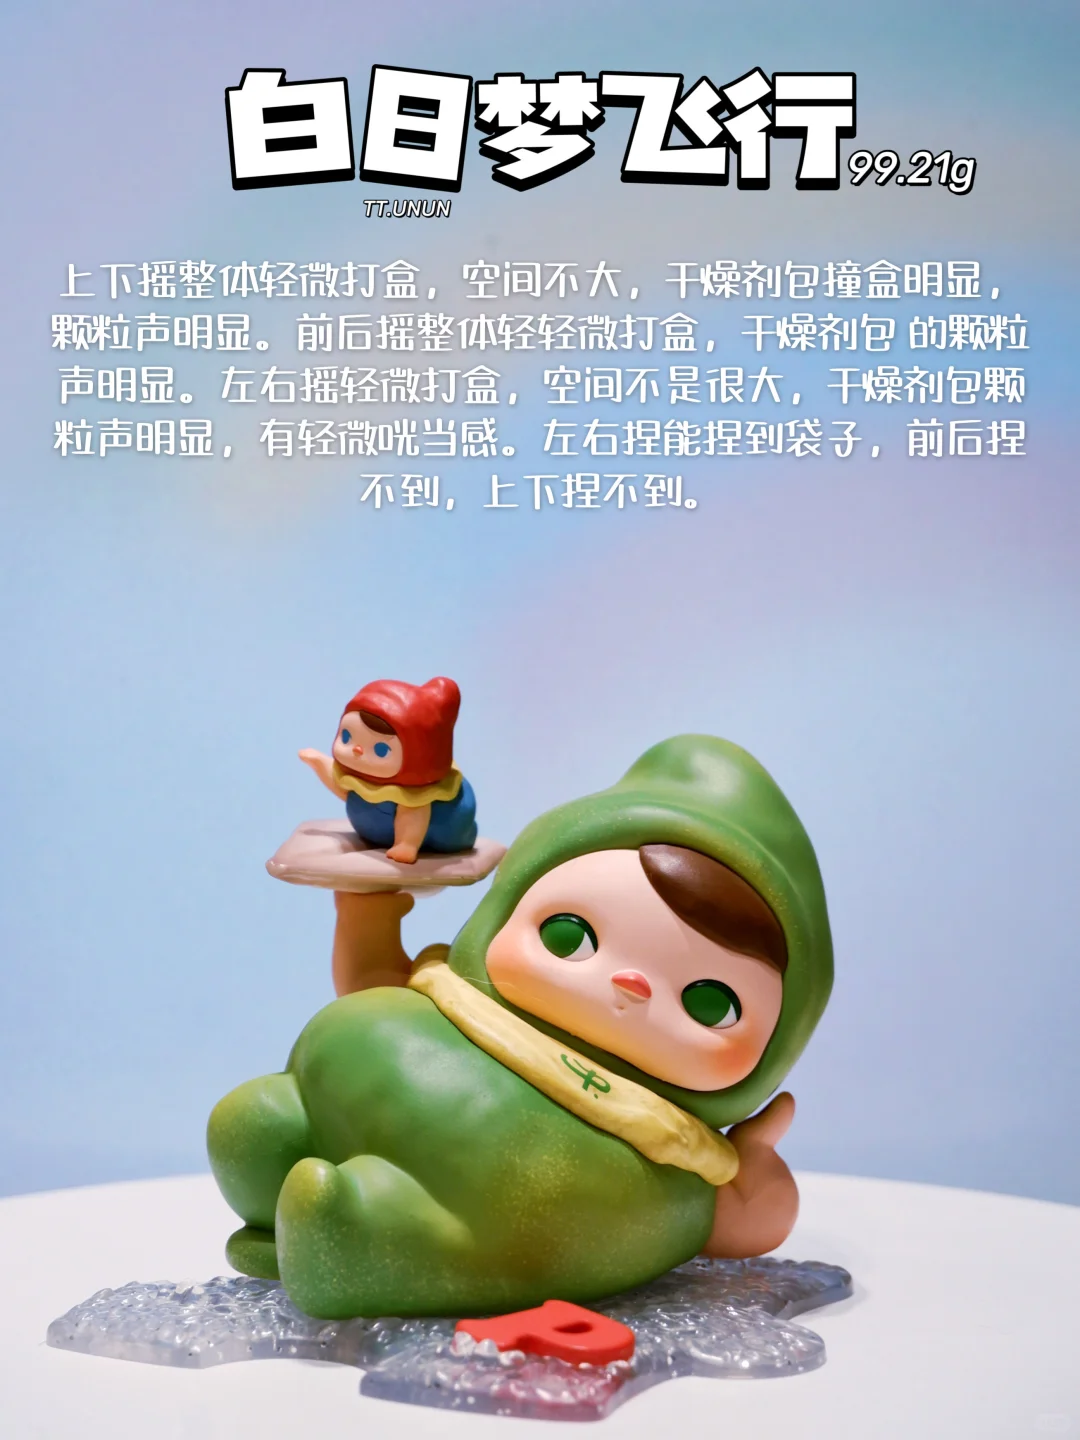 白日梦飞行
99.21g
TT.UNUN
上下摇整体轻微打盒，空间不大，干燥剂包撞盒明显，
颗粒声明显。前后摇整体轻轻微打盒，干燥剂包 的颗粒
声明显。左右摇轻微打盒，空间不是很大，干燥剂包颗
粒声明显，有轻微咣当感。左右捏能捏到袋子，前后捏
不到，上下捏不到。
P